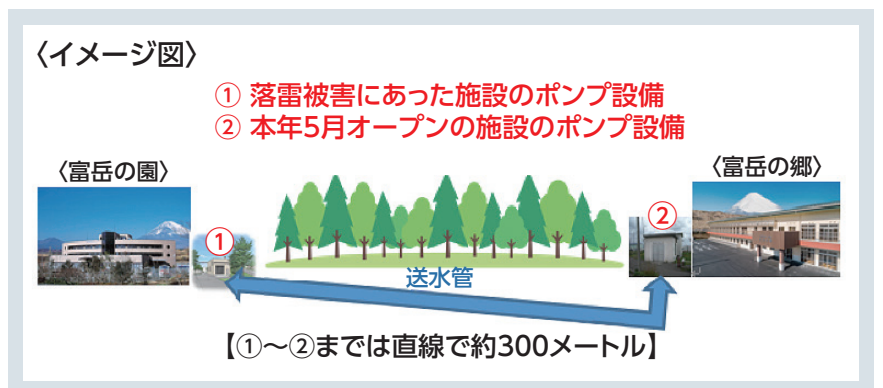 〈イメージ図〉
① 落雷被害にあった施設のポンプ設備
② 本年5月オープンの施設のポンプ設備
〈富岳の園〉
〈富岳の郷〉
①
②
送水管
【①～②までは直線で約300メートル】